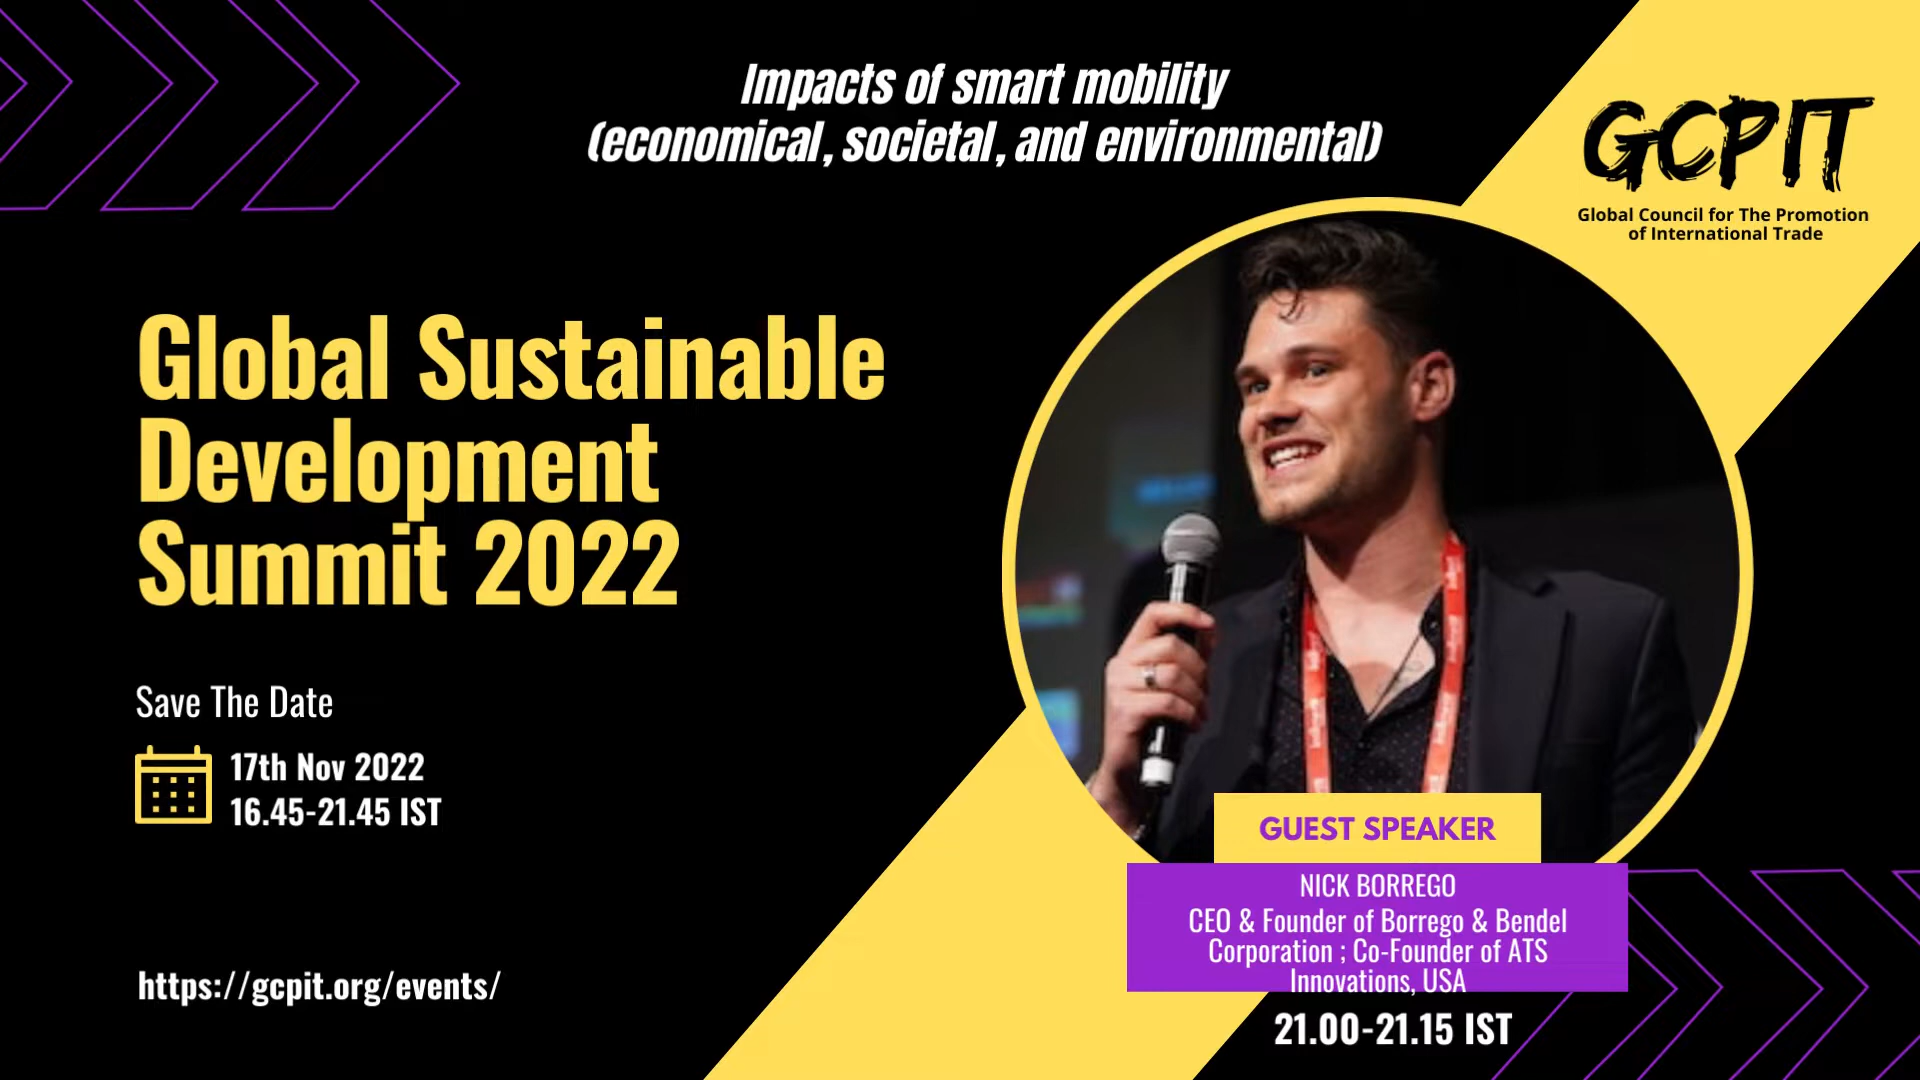 Impacts of smart mobility
(economical, societal, and environmental)
GCPIT
Global Council for The Promotion
of International Trade
Global Sustainable
Development
Summit 2022
Save The Date
17th Nov 2022
16.45-21.45 IST
https://gcpit.org/events/
GUEST SPEAKER
NICK BORREGO
CEO & Founder of Borrego & Bendel
Corporation ; Co-Founder of ATS
Innovations, USA
21.00-21.15 IST